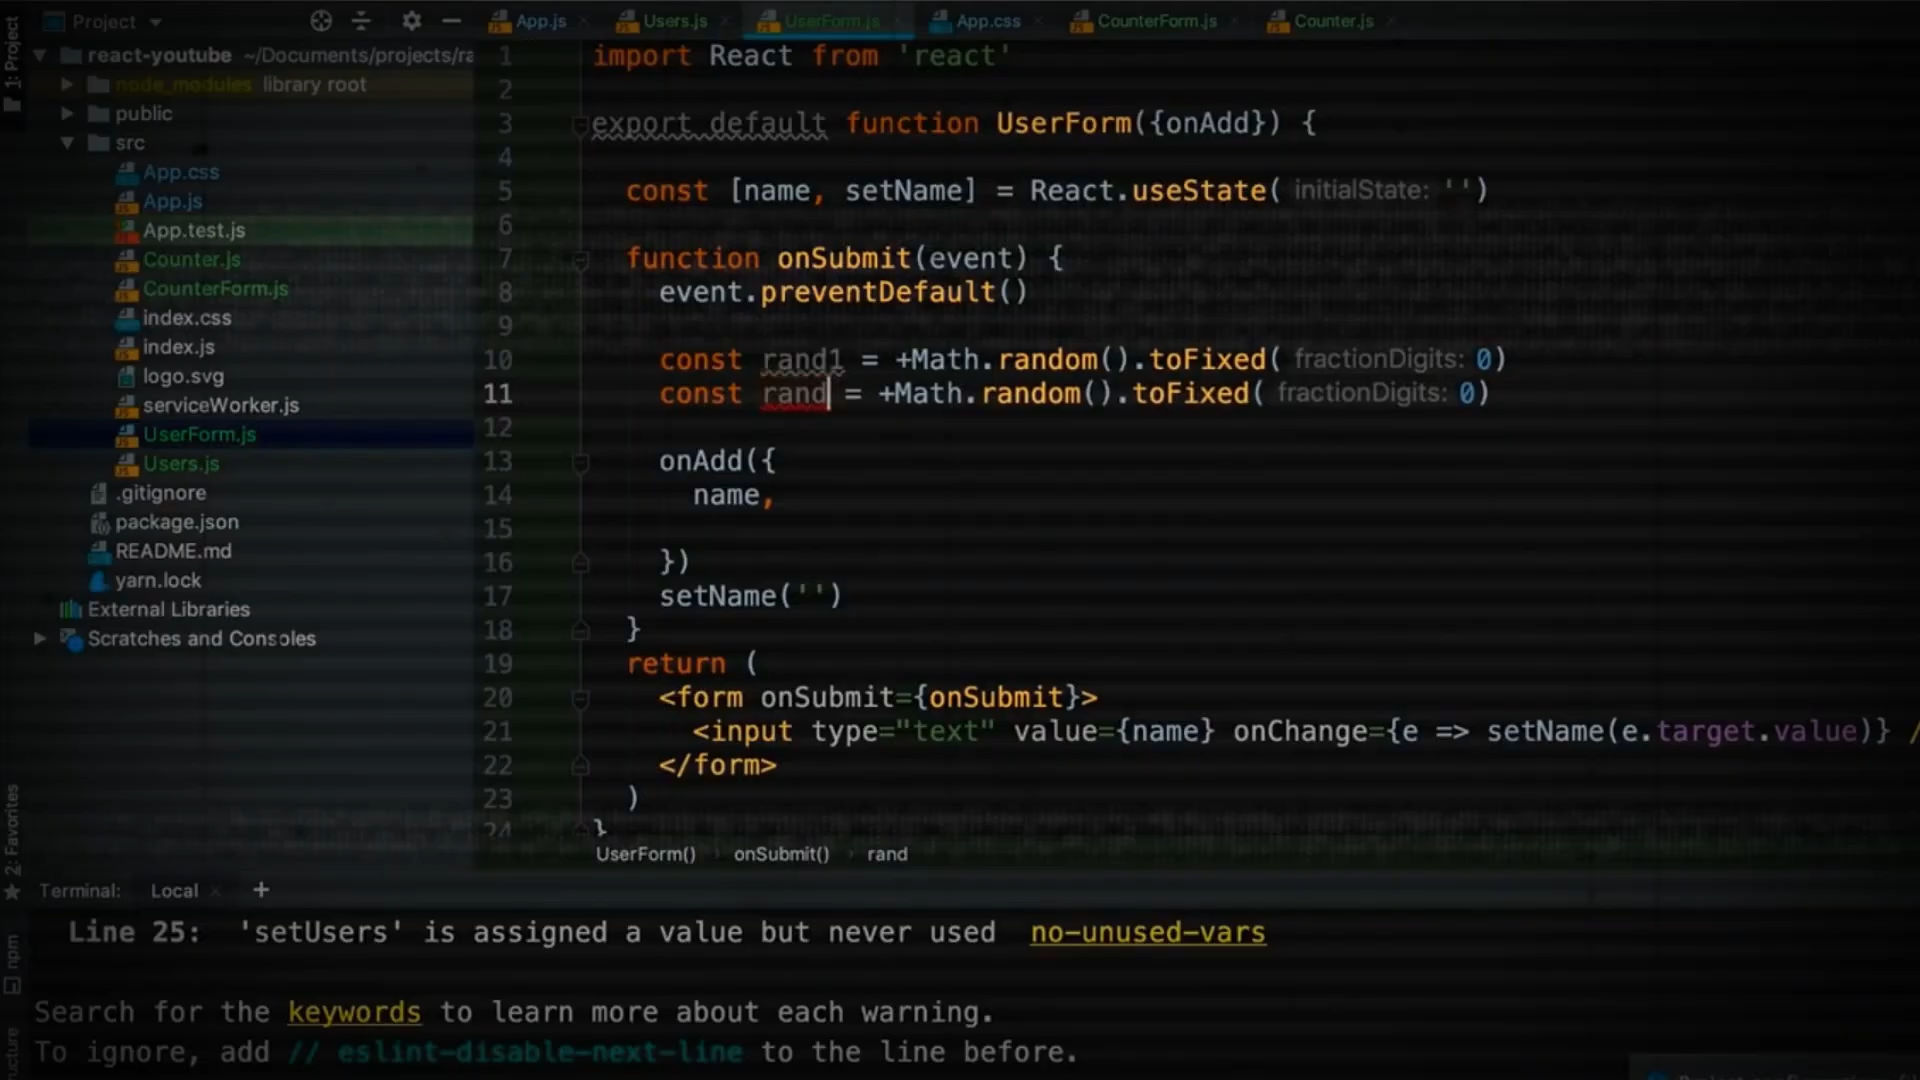 Project
App.js
Users.js
UserForm.js
App.css
CounterForm.js
Counter.js
1: Project
react-youtube ~/Documents/projects/ra
node_modules library root
public
src
App.css
App.js
App.test.js
Counter.js
CounterForm.js
index.css
index.js
logo.svg
serviceWorker.js
UserForm.js
Users.js
.gitignore
package.json
README.md
yarn.lock
External Libraries
Scratches and Consoles
1 import React from 'react'
2
3 export default function UserForm({onAdd}) {
4
5 const [name, setName] = React.useState( initialState: '')
6
7 function onSubmit(event) {
8 event.preventDefault()
9
10 const rand1 = +Math.random().toFixed( fractionDigits: 0)
11 const rand = +Math.random().toFixed( fractionDigits: 0)
12
13 onAdd({
14 name,
15
16 })
17 setName('')
18 }
19 return (
20 <form onSubmit={onSubmit}>
21 <input type="text" value={name} onChange={e => setName(e.target.value)} /
22 </form>
23 )
24 }
UserForm() onSubmit() rand
2: Favorites
npm
ructure
Terminal: Local +
Line 25: 'setUsers' is assigned a value but never used no-unused-vars
Search for the keywords to learn more about each warning.
To ignore, add // eslint-disable-next-line to the line before.